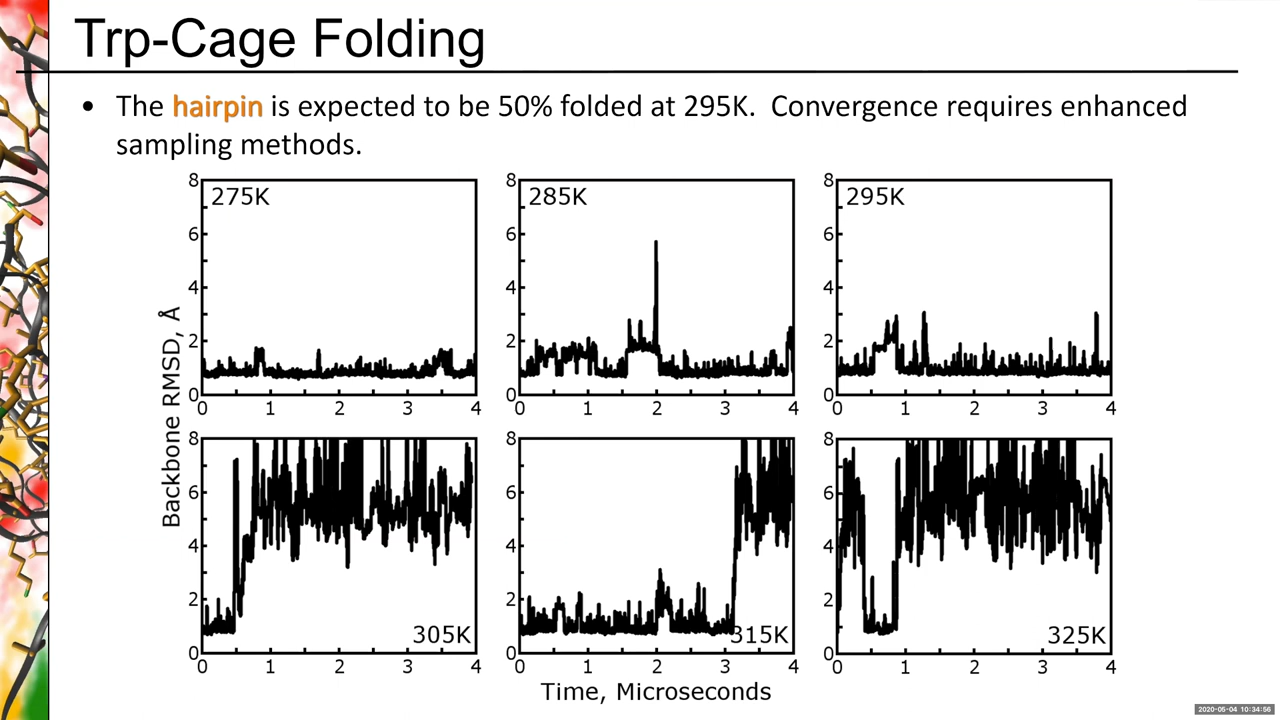 Trp-Cage Folding
• The hairpin is expected to be 50% folded at 295K. Convergence requires enhanced
sampling methods.
8 6 4 2 0
275K
0 1 2 3 4
8 6 4 2 0
285K
0 1 2 3 4
8 6 4 2 0
295K
0 1 2 3 4
Backbone RMSD, Å
8 6 4 2 0
305K
0 1 2 3 4
8 6 4 2 0
315K
0 1 2 3 4
8 6 4 2 0
325K
0 1 2 3 4
Time, Microseconds
2020-05-04 10:34:56